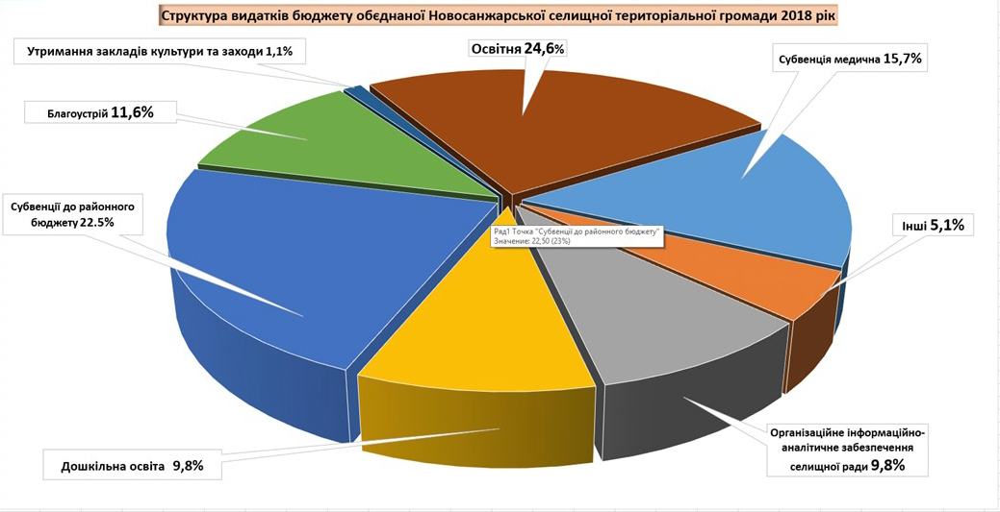 Структура видатків бюджету обєднаної Новосанжарської селищної територіальної громади 2018 рік
Утримання закладів культури та заходи 1,1%
Освітня 24,6%
Субвенція медична 15,7%
Благоустрій 11,6%
Субвенції до районного
бюджету 22.5%
Інші 5,1%
Ряд1 Точка "Субвенції до районного бюджету"
Значение: 22,50 (23%)
Дошкільна освіта 9,8%
Організаційне інформаційно-
аналітичне забезпечення
селищної ради 9,8%